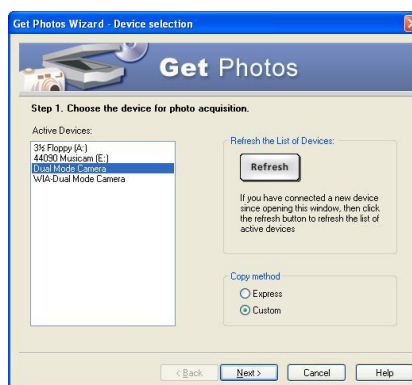 Get Photos Wizard - Device selection
Get Photos
Step 1. Choose the device for photo acquisition.
Active Devices:
3½ Floppy (A:)
44090 Musicam (E:)
Dual Mode Camera
WIA-Dual Mode Camera
Refresh the List of Devices:
Refresh
If you have connected a new device
since opening this window, then click
the refresh button to refresh the list of
active devices
Copy method
Express
Custom
< Back
Next >
Cancel
Help